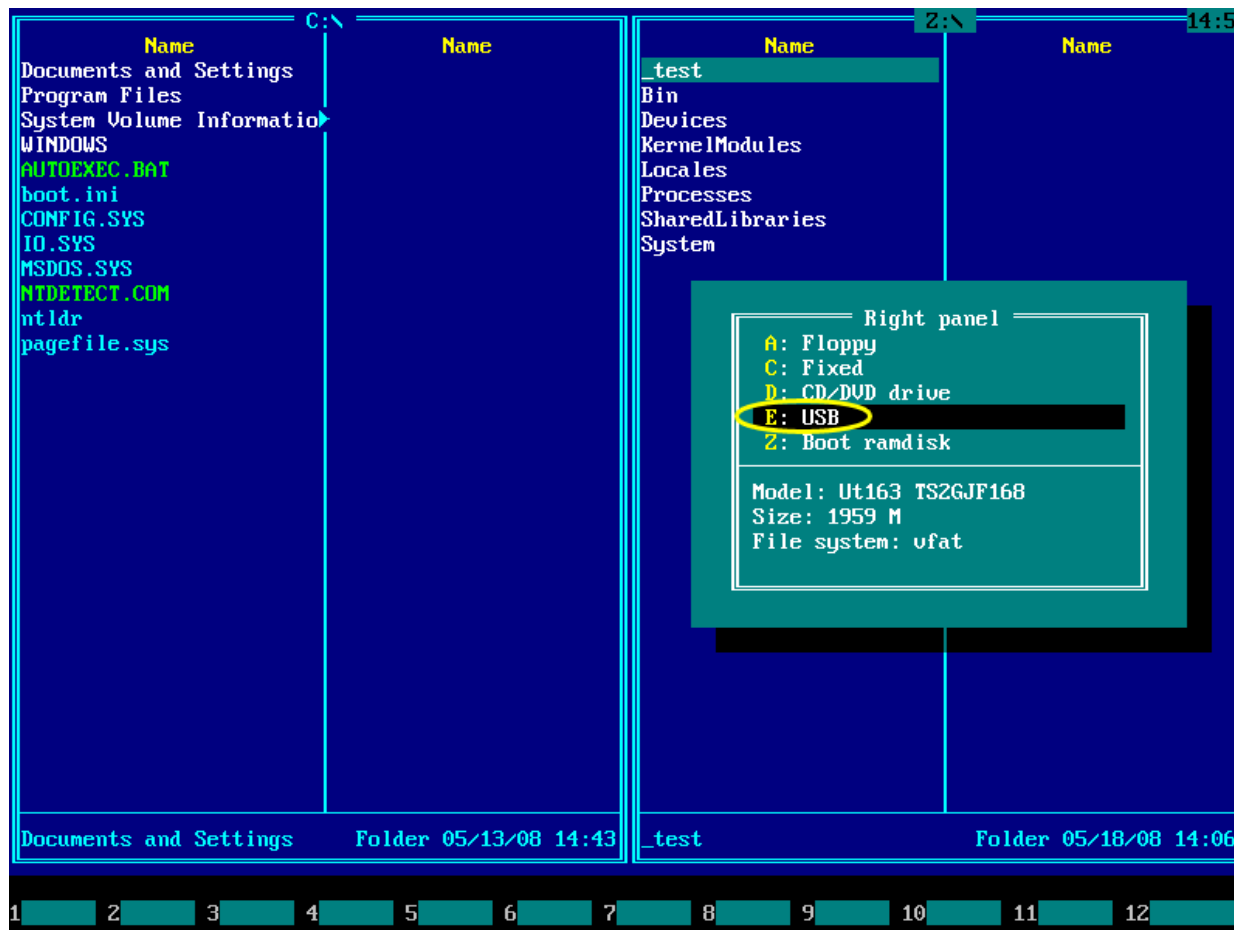 C:\
Name Name
Documents and Settings
Program Files
System Volume Informatio
WINDOWS
AUTOEXEC.BAT
boot.ini
CONFIG.SYS
IO.SYS
MSDOS.SYS
NTDETECT.COM
ntldr
pagefile.sys
Documents and Settings Folder 05/13/08 14:43
Z:\ 14:5
Name Name
_test
Bin
Devices
KernelModules
Locales
Processes
SharedLibraries
System
Right panel
A: Floppy
C: Fixed
D: CD/DVD drive
E: USB
Z: Boot ramdisk
Model: Ut163 TS2GJF168
Size: 1959 M
File system: vfat
_test Folder 05/18/08 14:06
1 2 3 4 5 6 7 8 9 10 11 12